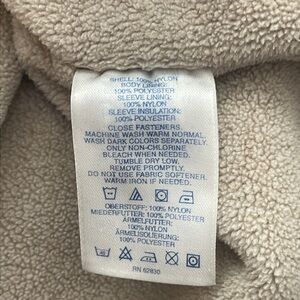 SHELL: 100% NYLON
BODY LINING:
100% POLYESTER
SLEEVE LINING:
100% NYLON
SLEEVE INSULATION:
100% POLYESTER
CLOSE FASTENERS.
MACHINE WASH WARM NORMAL.
WASH DARK COLORS SEPARATELY.
ONLY NON-CHLORINE
BLEACH WHEN NEEDED.
TUMBLE DRY LOW.
REMOVE PROMPTLY.
DO NOT USE FABRIC SOFTENER.
WARM IRON IF NEEDED.
OBERSTOFF: 100% NYLON
MIEDERFUTTER: 100% POLYESTER
ÄRMELFUTTER:
100% NYLON
ÄRMELISOLIERUNG:
100% POLYESTER
RN 62830